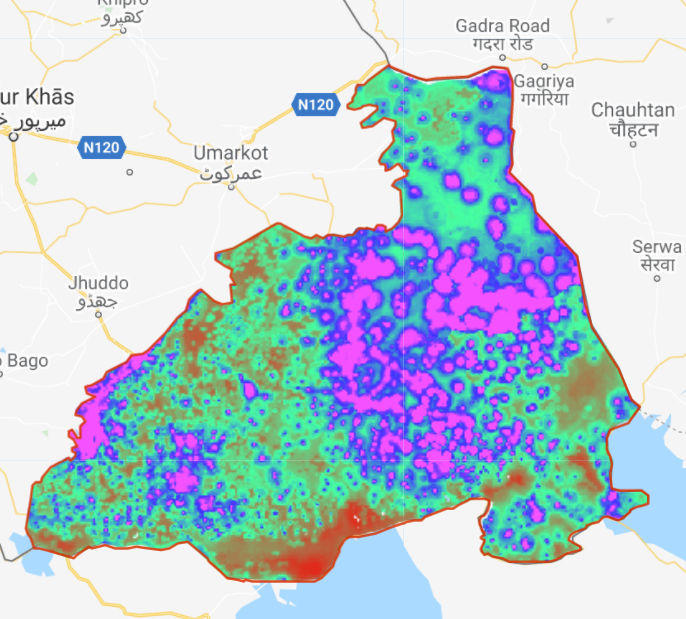 کھپرو
Gadra Road
गदरा रोड
Gagriya
गगरिया
N120
Chauhtan
चौहटन
ur Khās
میرپور خ
N120
Umarkot
عمرکوٹ
Serwa
सेरवा
Jhuddo
جھڈو
Bago